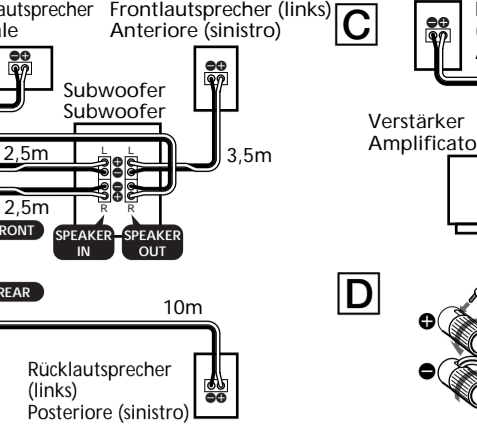 Frontlautsprecher (links)
Anteriore (sinistro)
C
Subwoofer
Subwoofer
Verstärker
2,5m
L L
3,5m
2,5m
R R
SPEAKER IN
SPEAKER OUT
10m
D
Rücklautsprecher
(links)
Posteriore (sinistro)